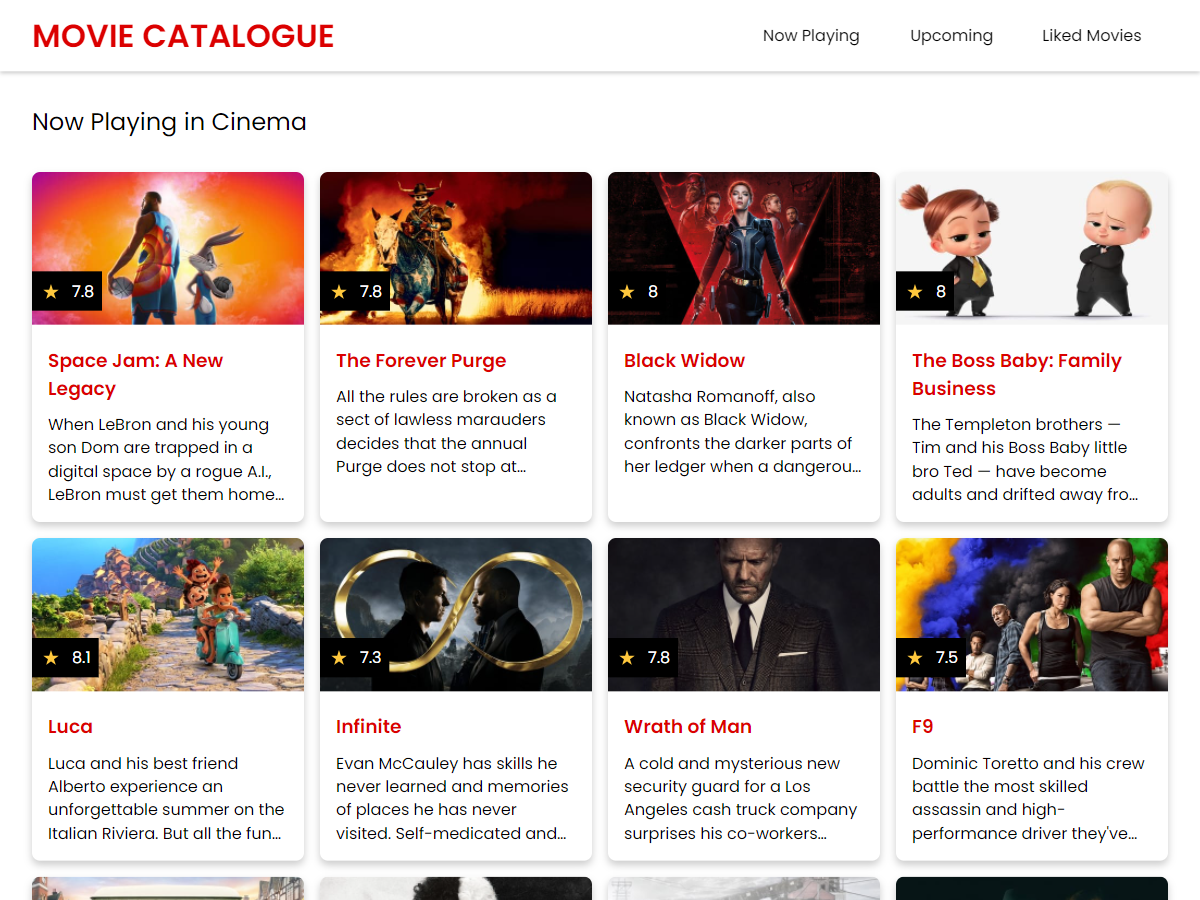 MOVIE CATALOGUE
Now Playing
Upcoming
Liked Movies
Now Playing in Cinema
7.8
Space Jam: A New
Legacy
When LeBron and his young
son Dom are trapped in a
digital space by a rogue A.I.,
LeBron must get them home...
7.8
The Forever Purge
All the rules are broken as a
sect of lawless marauders
decides that the annual
Purge does not stop at...
8
Black Widow
Natasha Romanoff, also
known as Black Widow,
confronts the darker parts of
her ledger when a dangerou...
8
The Boss Baby: Family
Business
The Templeton brothers —
Tim and his Boss Baby little
bro Ted — have become
adults and drifted away fro...
8.1
Luca
Luca and his best friend
Alberto experience an
unforgettable summer on the
Italian Riviera. But all the fun...
7.3
Infinite
Evan McCauley has skills he
never learned and memories
of places he has never
visited. Self-medicated and...
7.8
Wrath of Man
A cold and mysterious new
security guard for a Los
Angeles cash truck company
surprises his co-workers...
7.5
F9
Dominic Toretto and his crew
battle the most skilled
assassin and high-
performance driver they've...